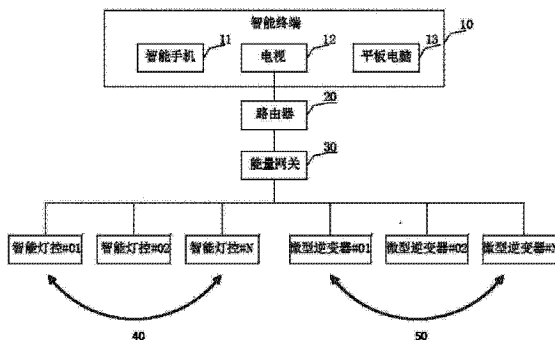 智能终端
10
11
12
13
智能手机
电视
平板电脑
20
路由器
30
能量网关
智能灯控#01
智能灯控#02
智能灯控#N
微型逆变器#01
微型逆变器#02
微型逆变器#N
40
50